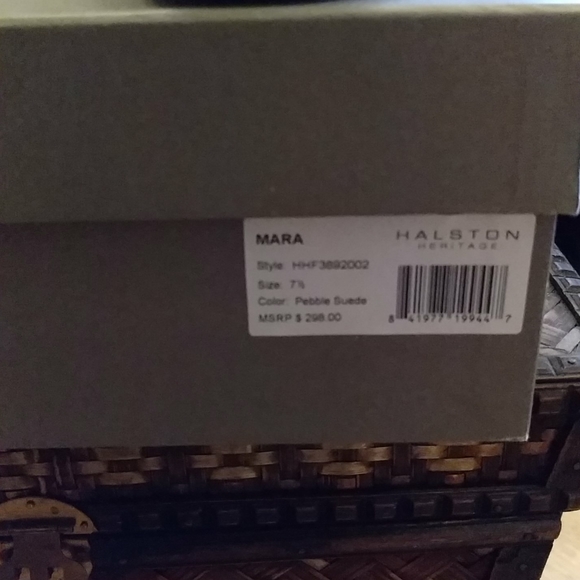 MARA
HALSTON
HERITAGE
Style: HHF3892002
Size: 7½
Color: Pebble Suede
MSRP $ 298.00
8 41977 19944 7